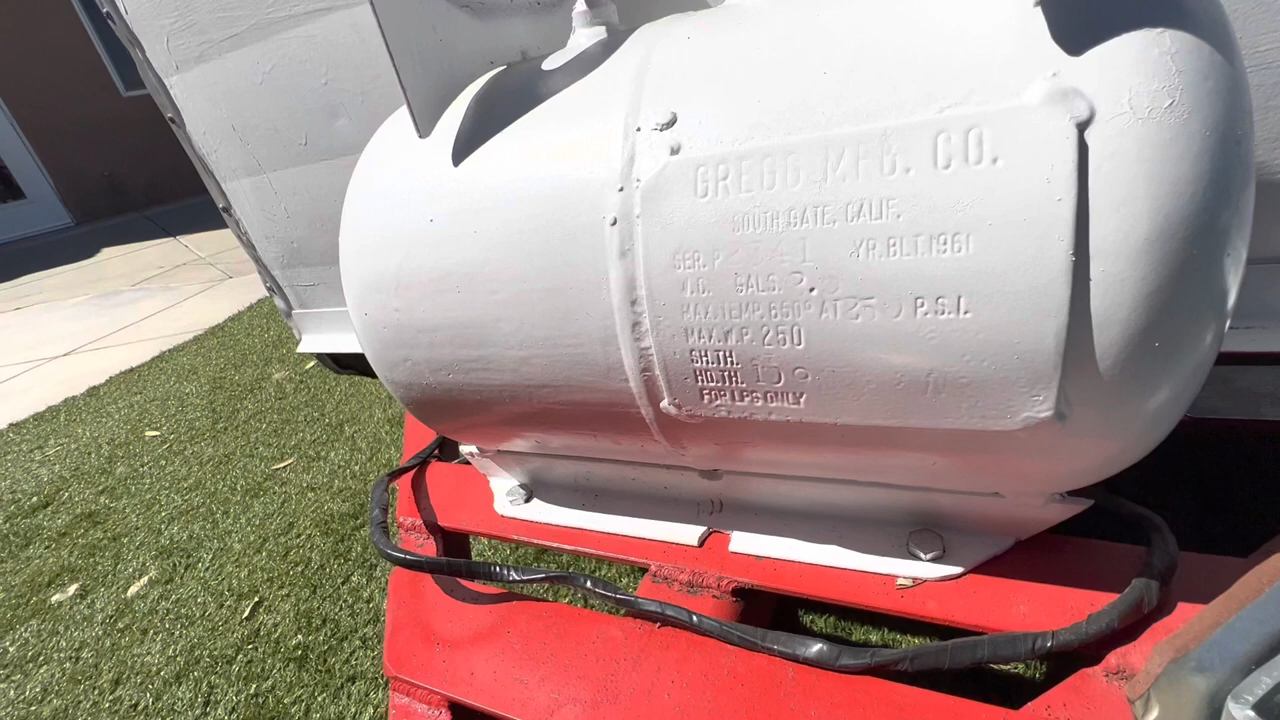 GREGG MFG. CO.
SOUTH GATE, CALIF.
SER. P YR. BLT. 1961
W.C. GALS.
MAX. TEMP. 650° AT P.S.I.
MAX. W.P. 250
SH. TH.
HD. TH.
FOR LPG ONLY